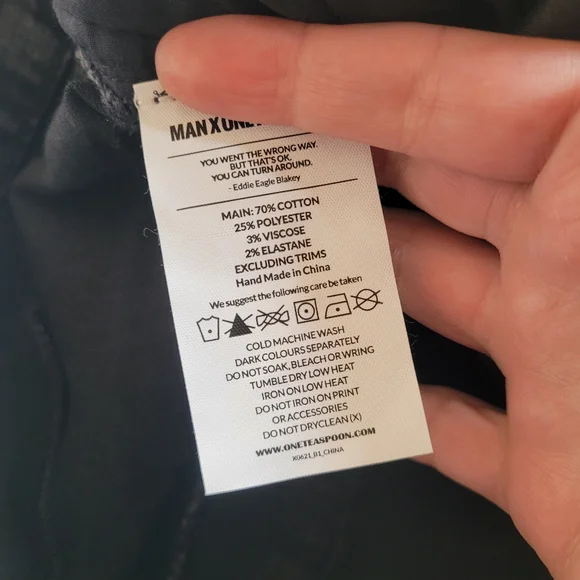 MANXONE
YOU WENT THE WRONG WAY.
BUT THAT'S OK,
YOU CAN TURN AROUND.
- Eddie Eagle Blakey
MAIN: 70% COTTON
25% POLYESTER
3% VISCOSE
2% ELASTANE
EXCLUDING TRIMS
Hand Made in China
We suggest the following care be taken
COLD MACHINE WASH
DARK COLOURS SEPARATELY
DO NOT SOAK, BLEACH OR WRING
TUMBLE DRY LOW HEAT
IRON ON LOW HEAT
DO NOT IRON ON PRINT
OR ACCESSORIES
DO NOT DRYCLEAN (X)
WWW.ONETEASPOON.COM
K0621_B1_CHINA